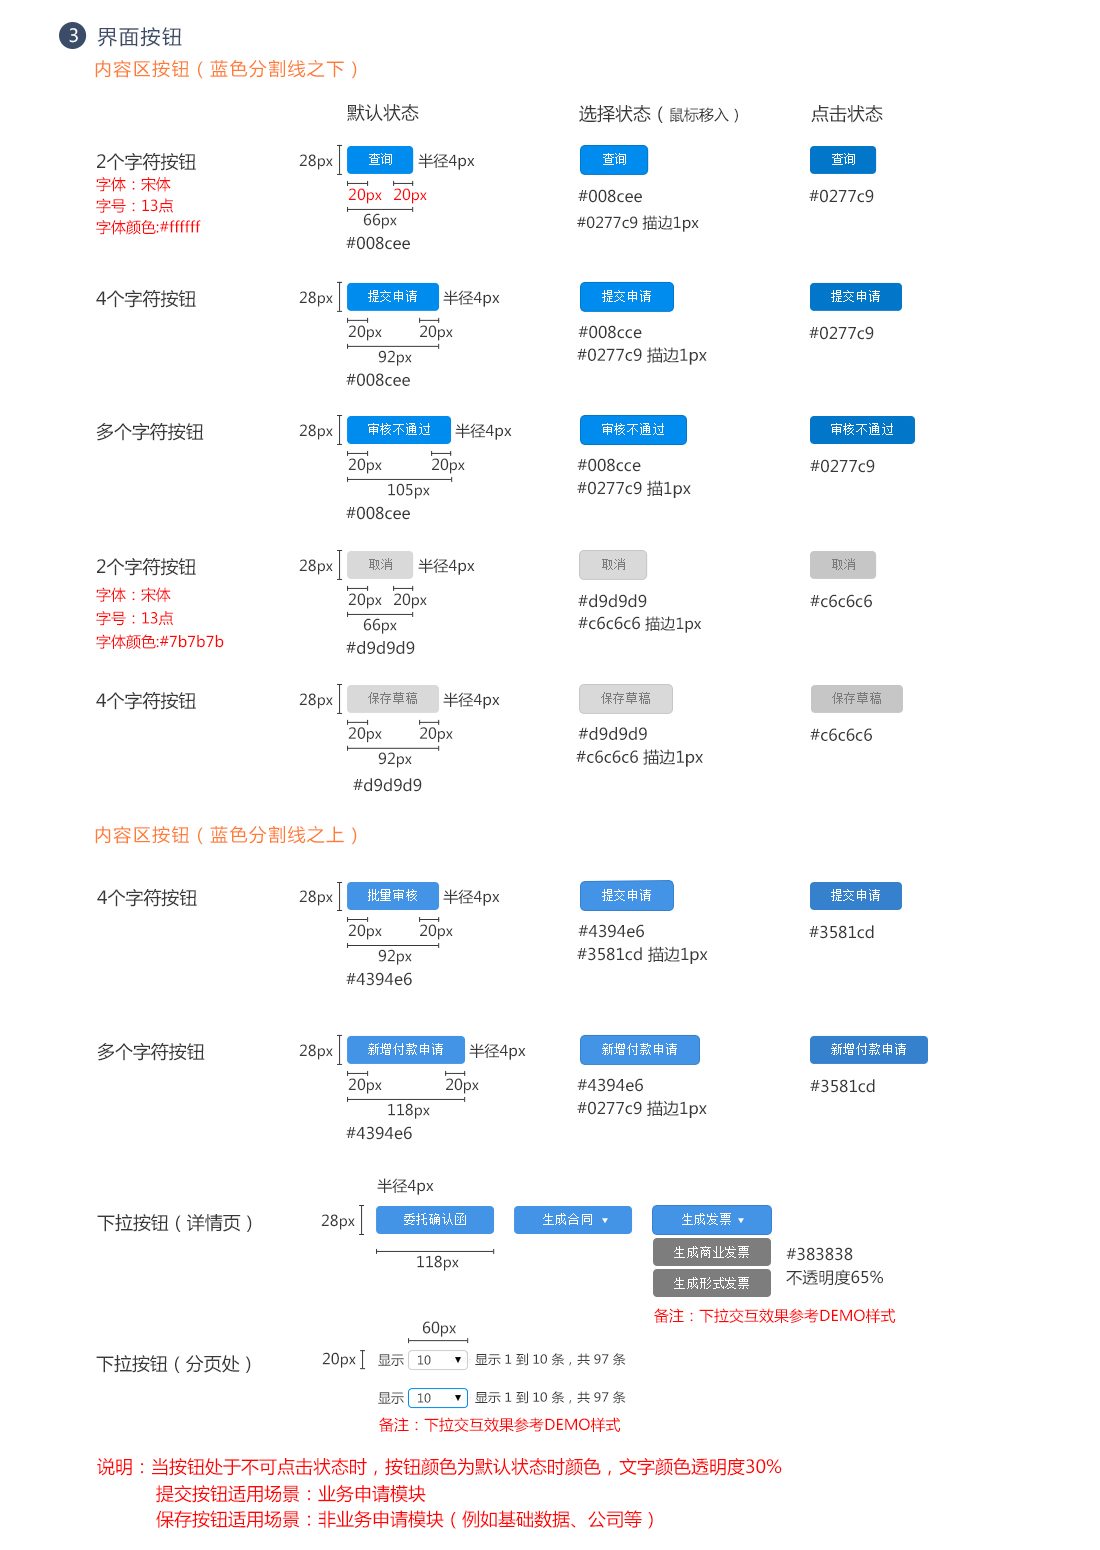 3 界面按钮
内容区按钮（蓝色分割线之下）
默认状态 选择状态（鼠标移入） 点击状态
2个字符按钮 28px 查询 半径4px 查询 查询
字体：宋体
字号：13点
字体颜色:#ffffff
20px 20px
66px
#008cee
#008cee
#0277c9 描边1px
#0277c9
4个字符按钮 28px 提交申请 半径4px 提交申请 提交申请
20px 20px
92px
#008cee
#008cce
#0277c9 描边1px
#0277c9
多个字符按钮 28px 审核不通过 半径4px 审核不通过 审核不通过
20px 20px
105px
#008cee
#008cce
#0277c9 描1px
#0277c9
2个字符按钮 28px 取消 半径4px 取消 取消
字体：宋体
字号：13点
字体颜色:#7b7b7b
20px 20px
66px
#d9d9d9
#d9d9d9
#c6c6c6 描边1px
#c6c6c6
4个字符按钮 28px 保存草稿 半径4px 保存草稿 保存草稿
20px 20px
92px
#d9d9d9
#d9d9d9
#c6c6c6 描边1px
#c6c6c6
内容区按钮（蓝色分割线之上）
4个字符按钮 28px 批量审核 半径4px 提交申请 提交申请
20px 20px
92px
#4394e6
#4394e6
#3581cd 描边1px
#3581cd
多个字符按钮 28px 新增付款申请 半径4px 新增付款申请 新增付款申请
20px 20px
118px
#4394e6
#4394e6
#0277c9 描边1px
#3581cd
半径4px
下拉按钮（详情页） 28px 委托确认函 生成合同 ▼ 生成发票 ▼
118px
生成商业发票 #383838
生成形式发票 不透明度65%
备注：下拉交互效果参考DEMO样式
60px
下拉按钮（分页处） 20px 显示 10 ▼ 显示 1 到 10 条，共 97 条
显示 10 ▼ 显示 1 到 10 条，共 97 条
备注：下拉交互效果参考DEMO样式
说明：当按钮处于不可点击状态时，按钮颜色为默认状态时颜色，文字颜色透明度30%
提交按钮适用场景：业务申请模块
保存按钮适用场景：非业务申请模块（例如基础数据、公司等）